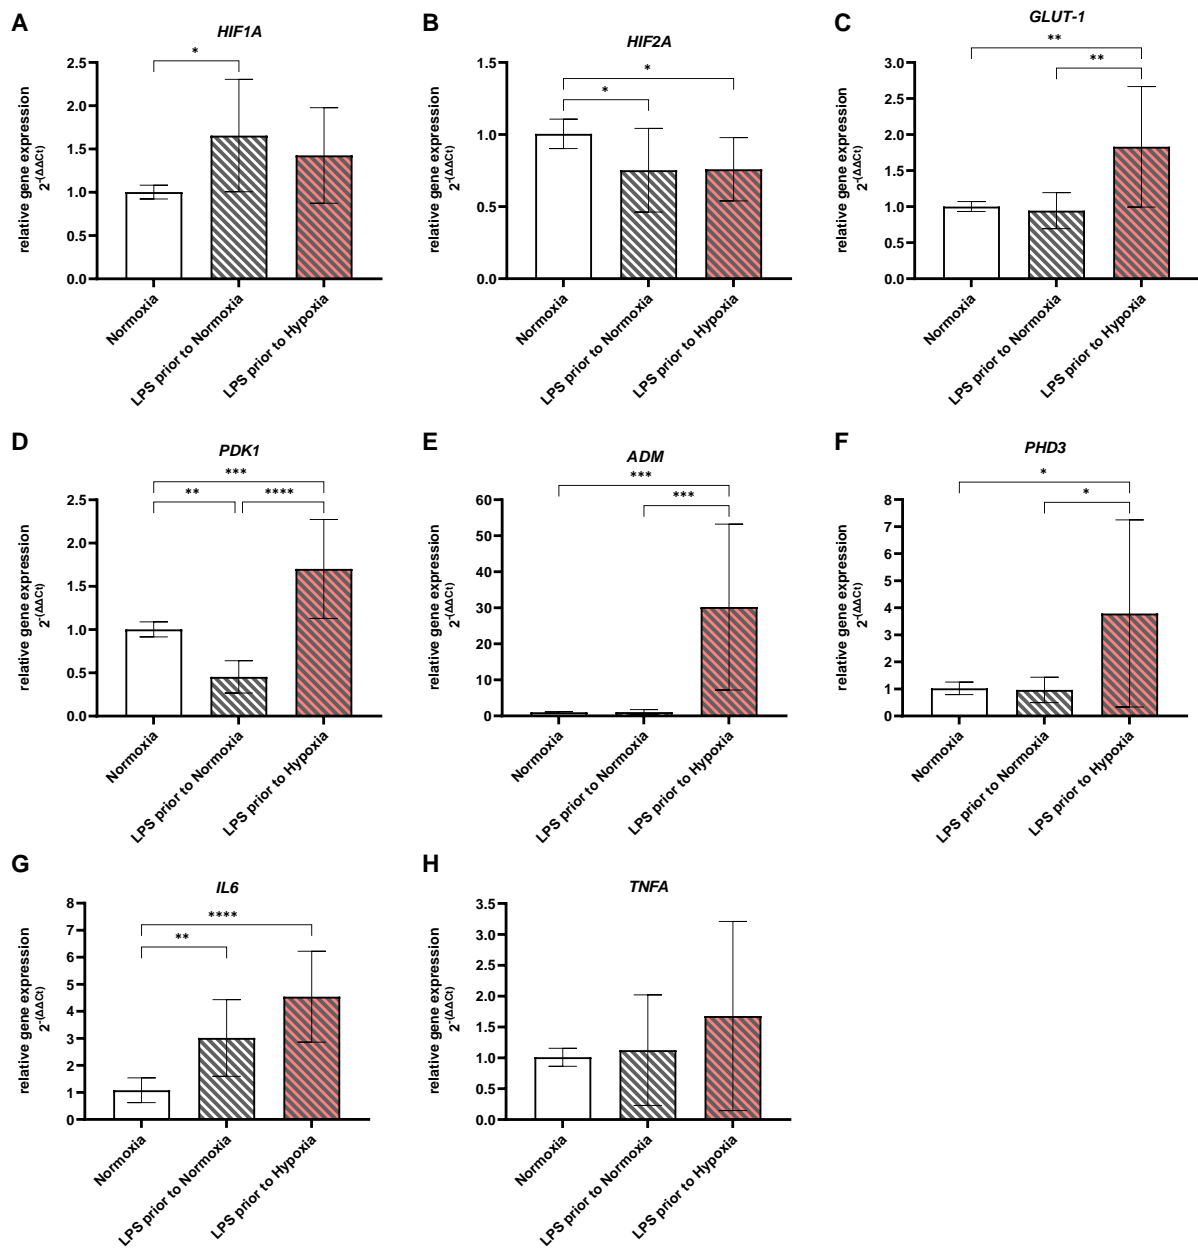 A
HIF1A
*
2.5
2.0
1.5
1.0
0.5
0.0
relative gene expression
2-(ΔΔCt)
Normoxia
LPS prior to Normoxia
LPS prior to Hypoxia
B
HIF2A
*
*
1.5
1.0
0.5
0.0
relative gene expression
2-(ΔΔCt)
Normoxia
LPS prior to Normoxia
LPS prior to Hypoxia
C
GLUT-1
**
**
3.0
2.5
2.0
1.5
1.0
0.5
0.0
relative gene expression
2-(ΔΔCt)
Normoxia
LPS prior to Normoxia
LPS prior to Hypoxia
D
PDK1
***
** ****
2.5
2.0
1.5
1.0
0.5
0.0
relative gene expression
2-(ΔΔCt)
Normoxia
LPS prior to Normoxia
LPS prior to Hypoxia
E
ADM
***
***
60
50
40
30
20
10
0
relative gene expression
2-(ΔΔCt)
Normoxia
LPS prior to Normoxia
LPS prior to Hypoxia
F
PHD3
*
*
8
7
6
5
4
3
2
1
0
relative gene expression
2-(ΔΔCt)
Normoxia
LPS prior to Normoxia
LPS prior to Hypoxia
G
IL6
****
**
8
7
6
5
4
3
2
1
0
relative gene expression
2-(ΔΔCt)
Normoxia
LPS prior to Normoxia
LPS prior to Hypoxia
H
TNFA
3.5
3.0
2.5
2.0
1.5
1.0
0.5
0.0
relative gene expression
2-(ΔΔCt)
Normoxia
LPS prior to Normoxia
LPS prior to Hypoxia